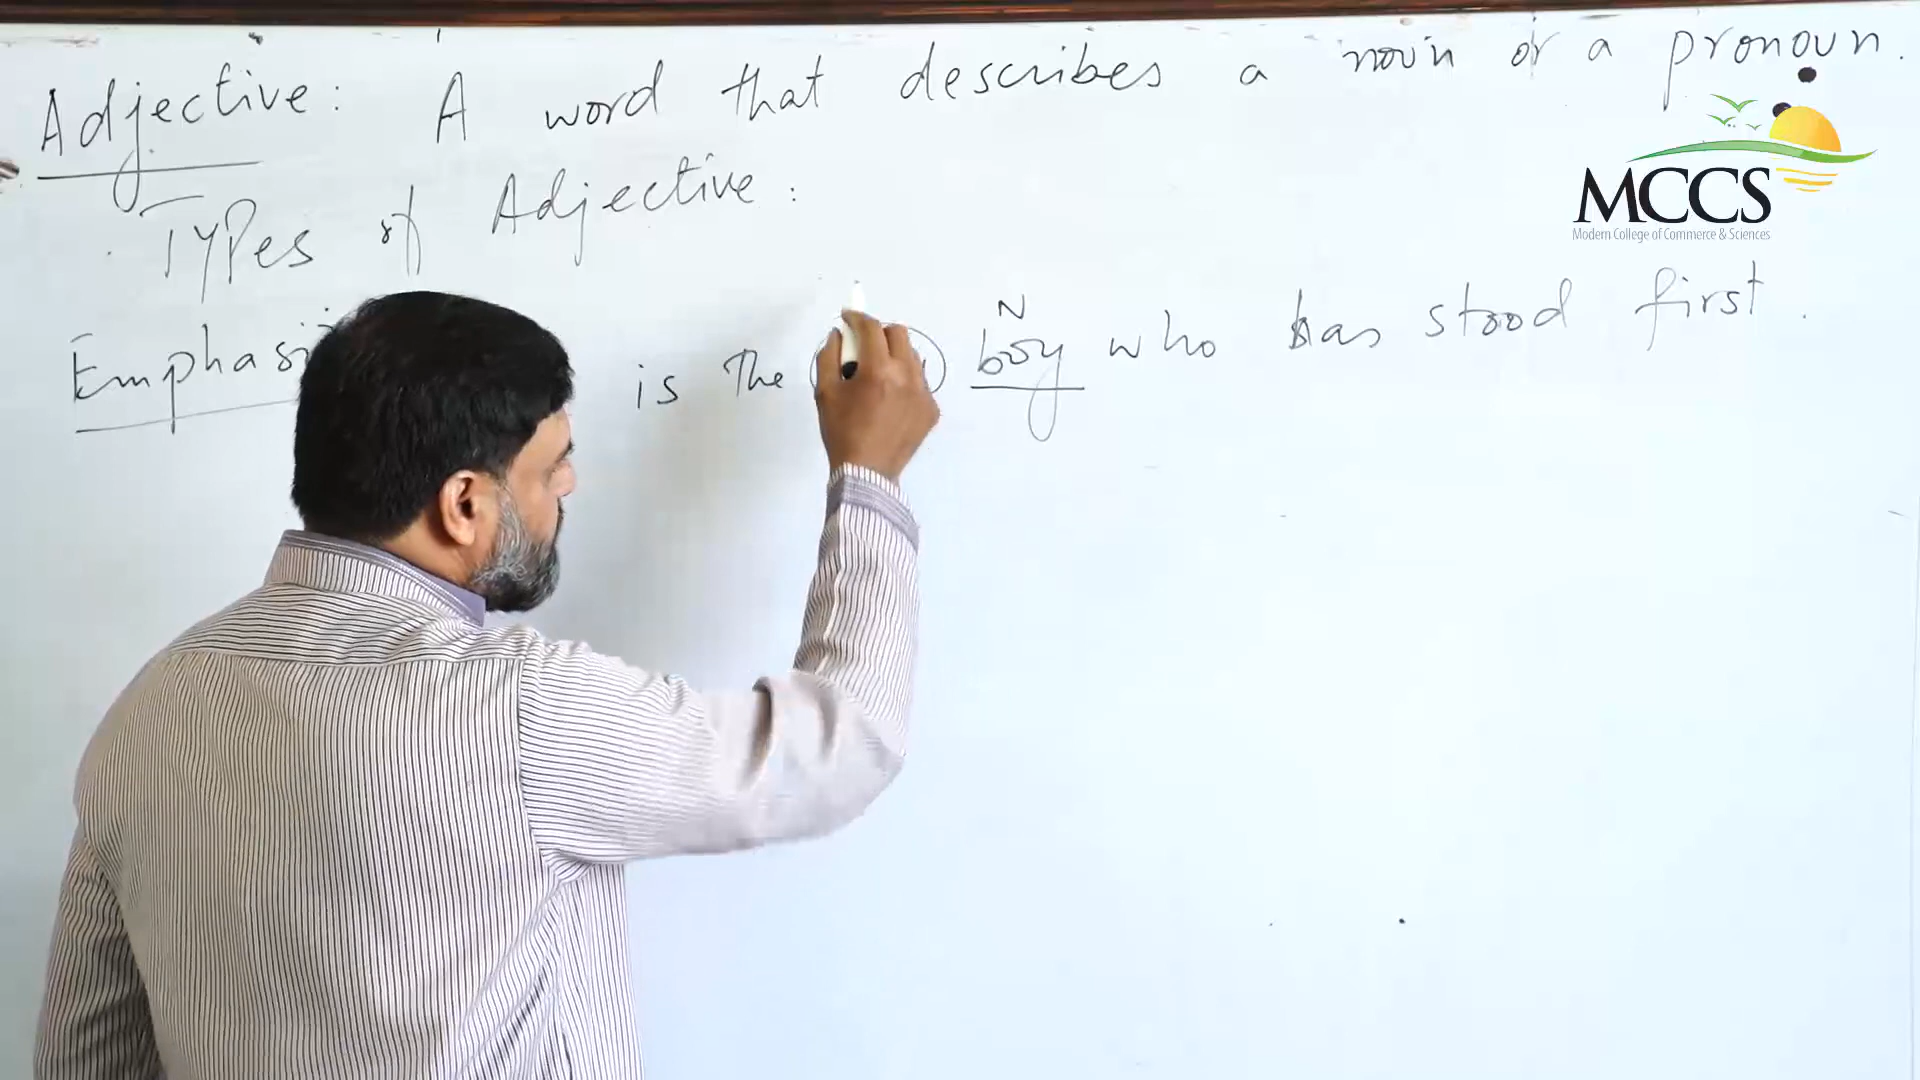 Adjective: A word that describes a noun or a pronoun.
Types of Adjective:
N
is the boy who has stood first.
MCCS
Modern College of Commerce & Sciences